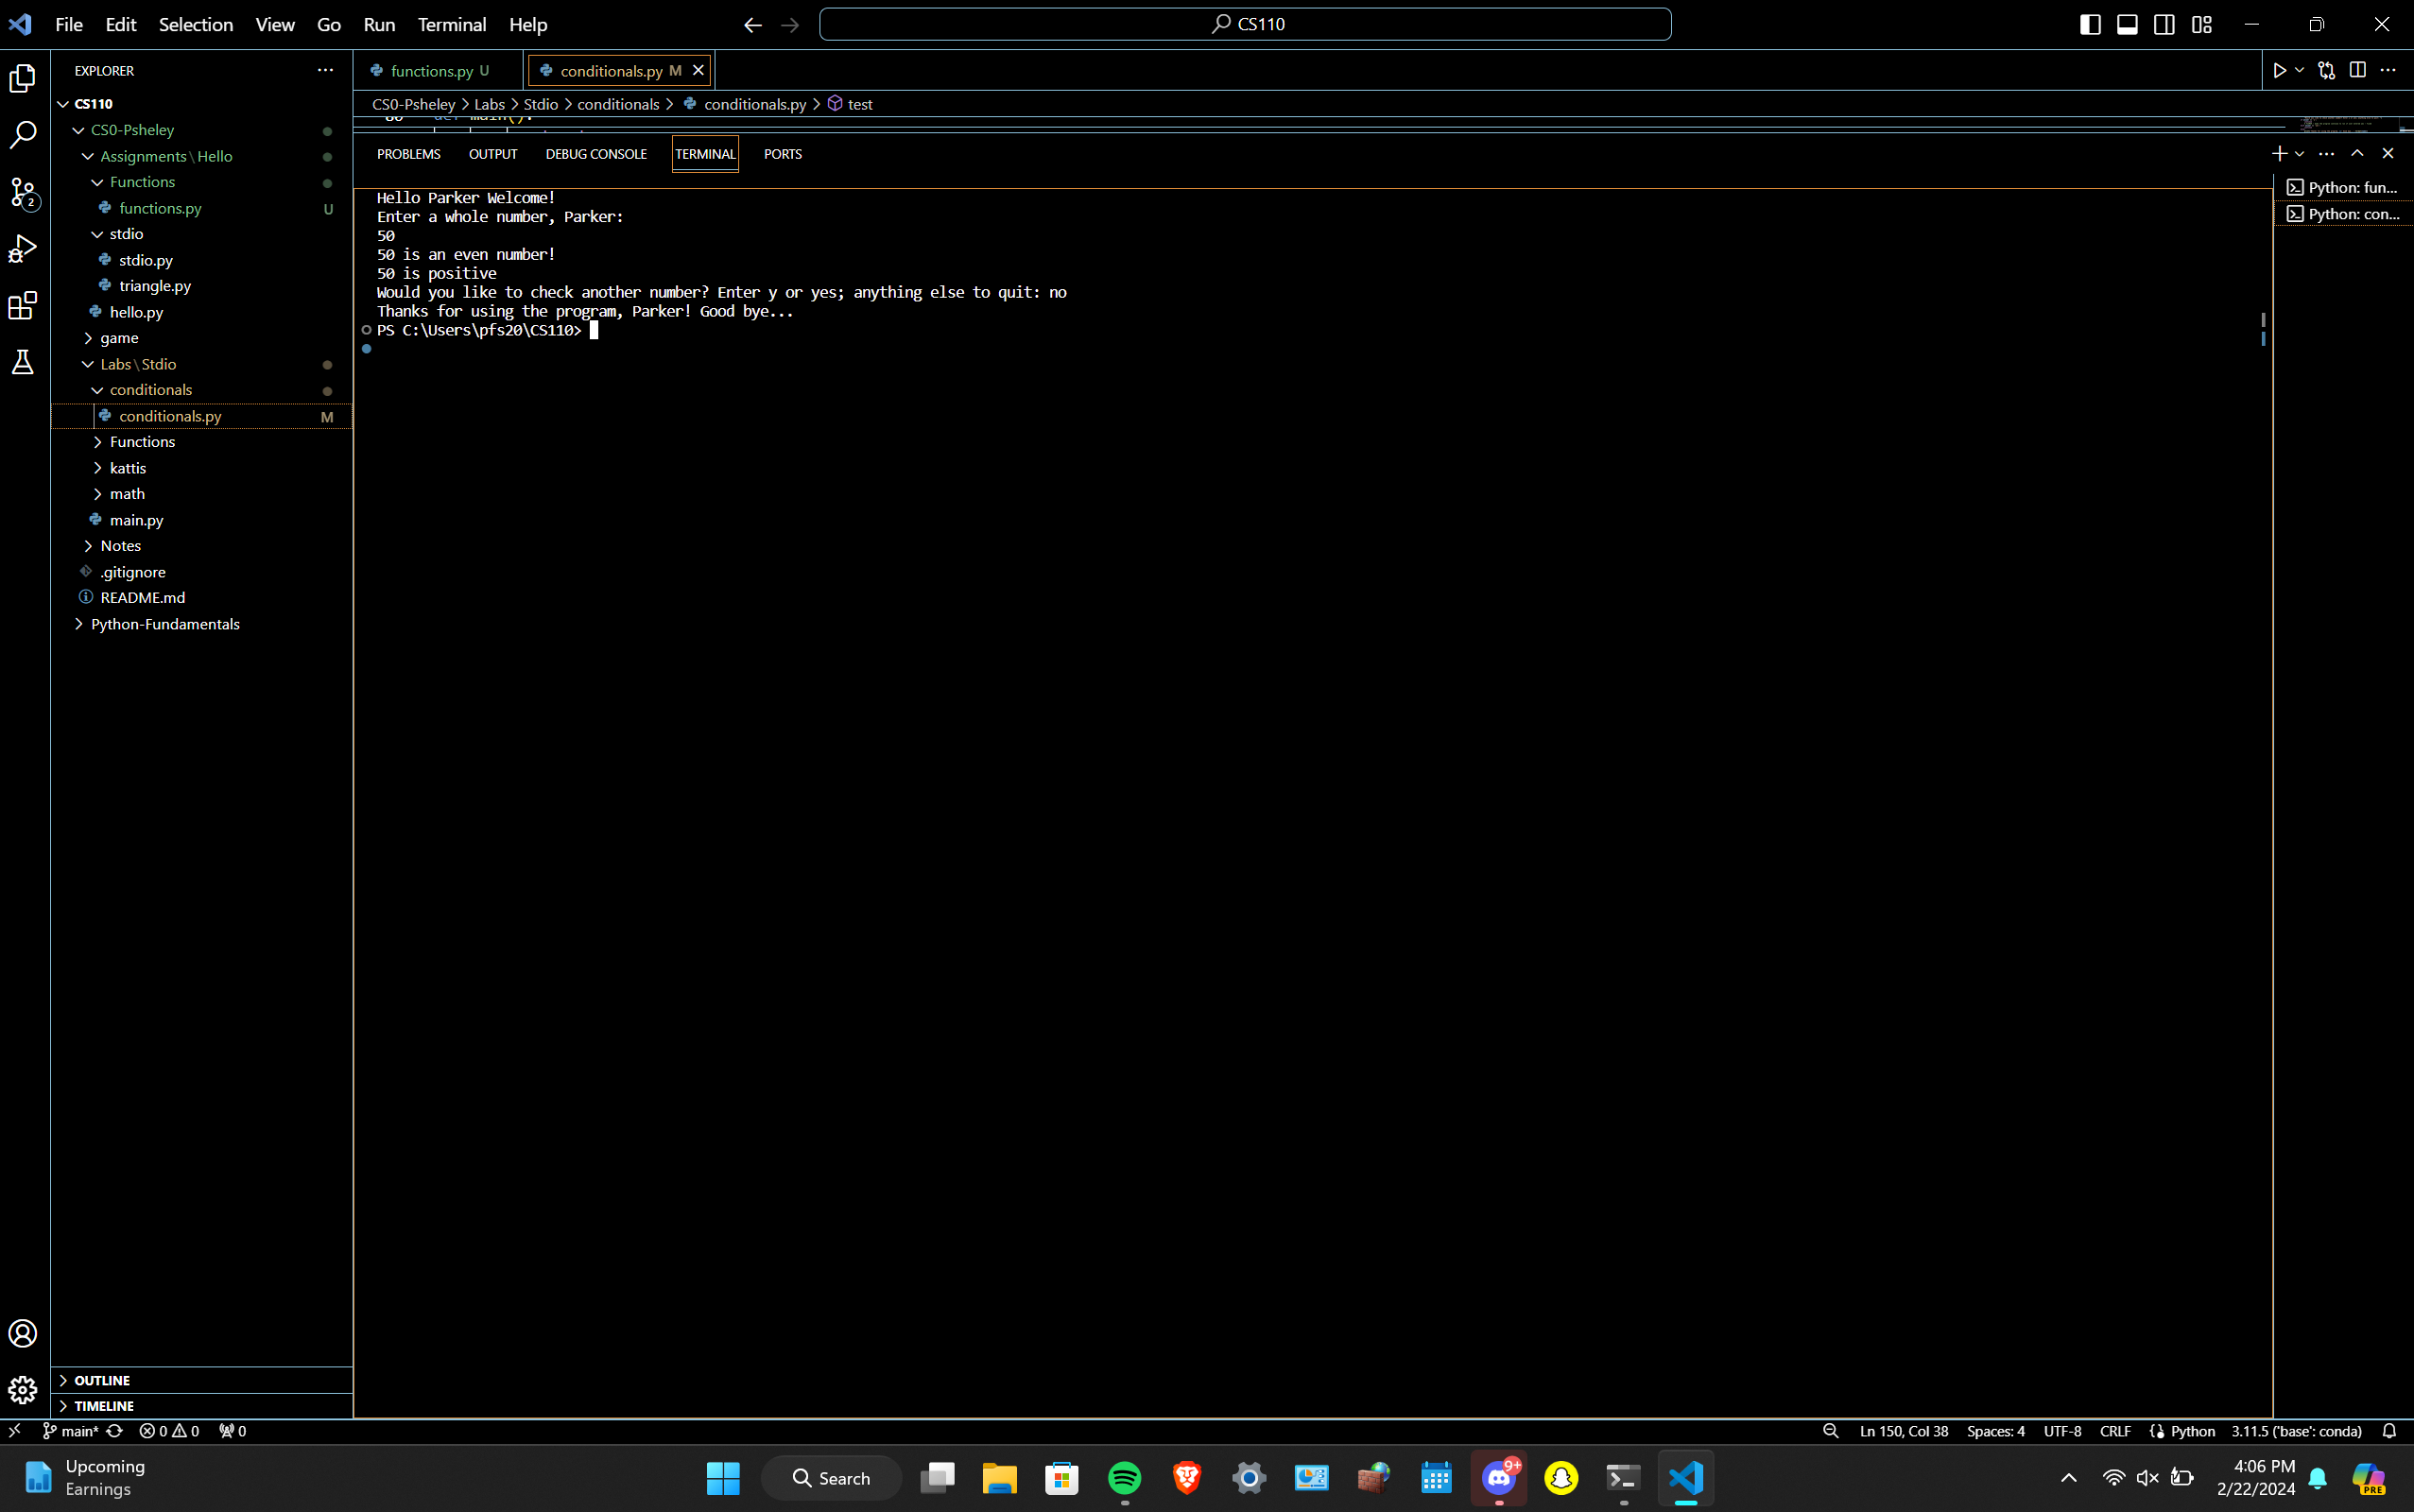 File Edit Selection View Go Run Terminal Help
CS110
EXPLORER
CS110
CS0-Psheley
Assignments\Hello
Functions
functions.py U
stdio
stdio.py
triangle.py
hello.py
game
Labs\Stdio
conditionals
conditionals.py M
Functions
kattis
math
main.py
Notes
.gitignore
README.md
Python-Fundamentals
OUTLINE
TIMELINE
2
functions.py U
conditionals.py M
CS0-Psheley > Labs > Stdio > conditionals > conditionals.py > test
PROBLEMS OUTPUT DEBUG CONSOLE TERMINAL PORTS
Hello Parker Welcome!
Enter a whole number, Parker:
50
50 is an even number!
50 is positive
Would you like to check another number? Enter y or yes; anything else to quit: no
Thanks for using the program, Parker! Good bye...
PS C:\Users\pfs20\CS110>
Python: fun...
Python: con...
main* 0 0 0
Ln 150, Col 38 Spaces: 4 UTF-8 CRLF Python 3.11.5 ('base': conda)
Upcoming
Earnings
Search
9+
4:06 PM
2/22/2024
PRE